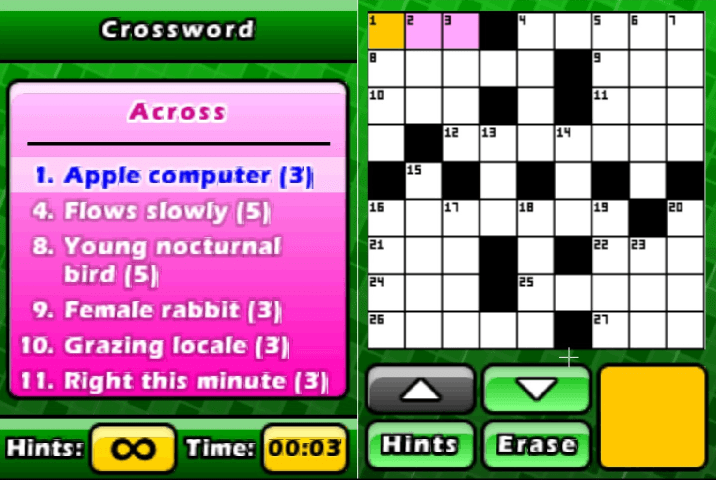 Crossword
Across
1. Apple computer (3)
4. Flows slowly (5)
8. Young nocturnal
bird (5)
9. Female rabbit (3)
10. Grazing locale (3)
11. Right this minute (3)
Hints: ∞ Time: 00:03
1 2 3 4 5 6 7
8 9
10 11
12 13 14
15
16 17 18 19 20
21 22 23
24 25
26 27
Hints Erase